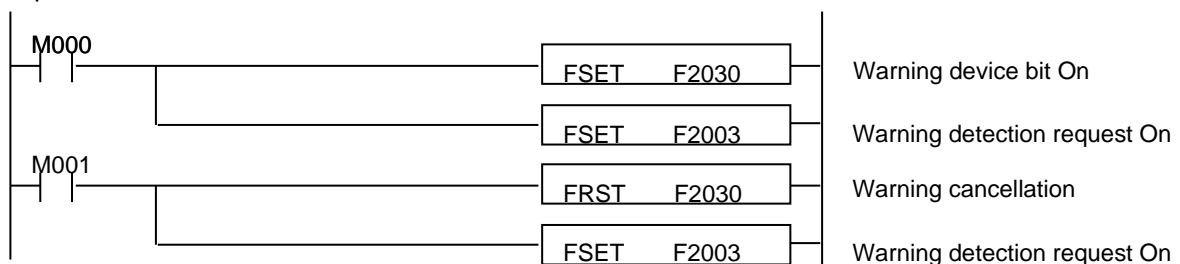 M000
FSET F2030 Warning device bit On
FSET F2003 Warning detection request On
M001
FRST F2030 Warning cancellation
FSET F2003 Warning detection request On